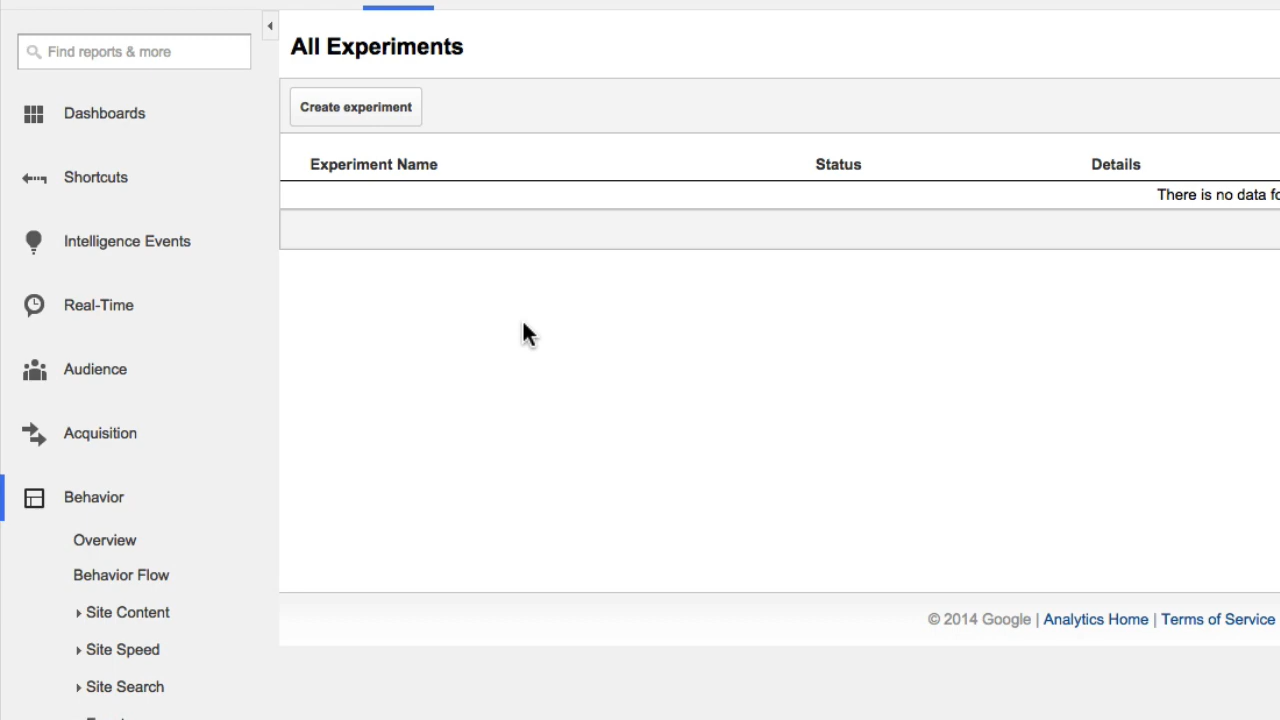 Find reports & more
Dashboards
Shortcuts
Intelligence Events
Real-Time
Audience
Acquisition
Behavior
Overview
Behavior Flow
Site Content
Site Speed
Site Search
All Experiments
Create experiment
Experiment Name Status Details
There is no data fo
© 2014 Google | Analytics Home | Terms of Service